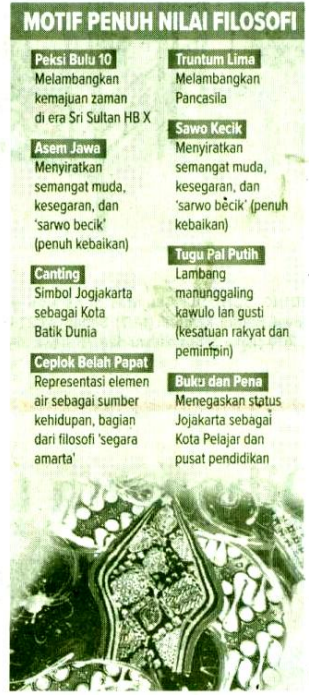 MOTIF PENUH NILAI FILOSOFI
Peksi Bulu 10
Melambangkan
kemajuan zaman
di era Sri Sultan HB X
Asem Jawa
Menyiratkan
semangat muda,
kesegaran, dan
‘sarwo becik’
(penuh kebaikan)
Canting
Simbol Jogjakarta
sebagai Kota
Batik Dunia
Ceplok Belah Papat
Representasi elemen
air sebagai sumber
kehidupan, bagian
dari filosofi ‘segara
amarta’
Truntum Lima
Melambangkan
Pancasila
Sawo Kecik
Menyiratkan
semangat muda,
kesegaran, dan
‘sarwo becik’ (penuh
kebaikan)
Tugu Pal Putih
Lambang
manunggaling
kawulo lan gusti
(kesatuan rakyat dan
pemimpin)
Buku dan Pena
Menegaskan status
Jojakarta sebagai
Kota Pelajar dan
pusat pendidikan